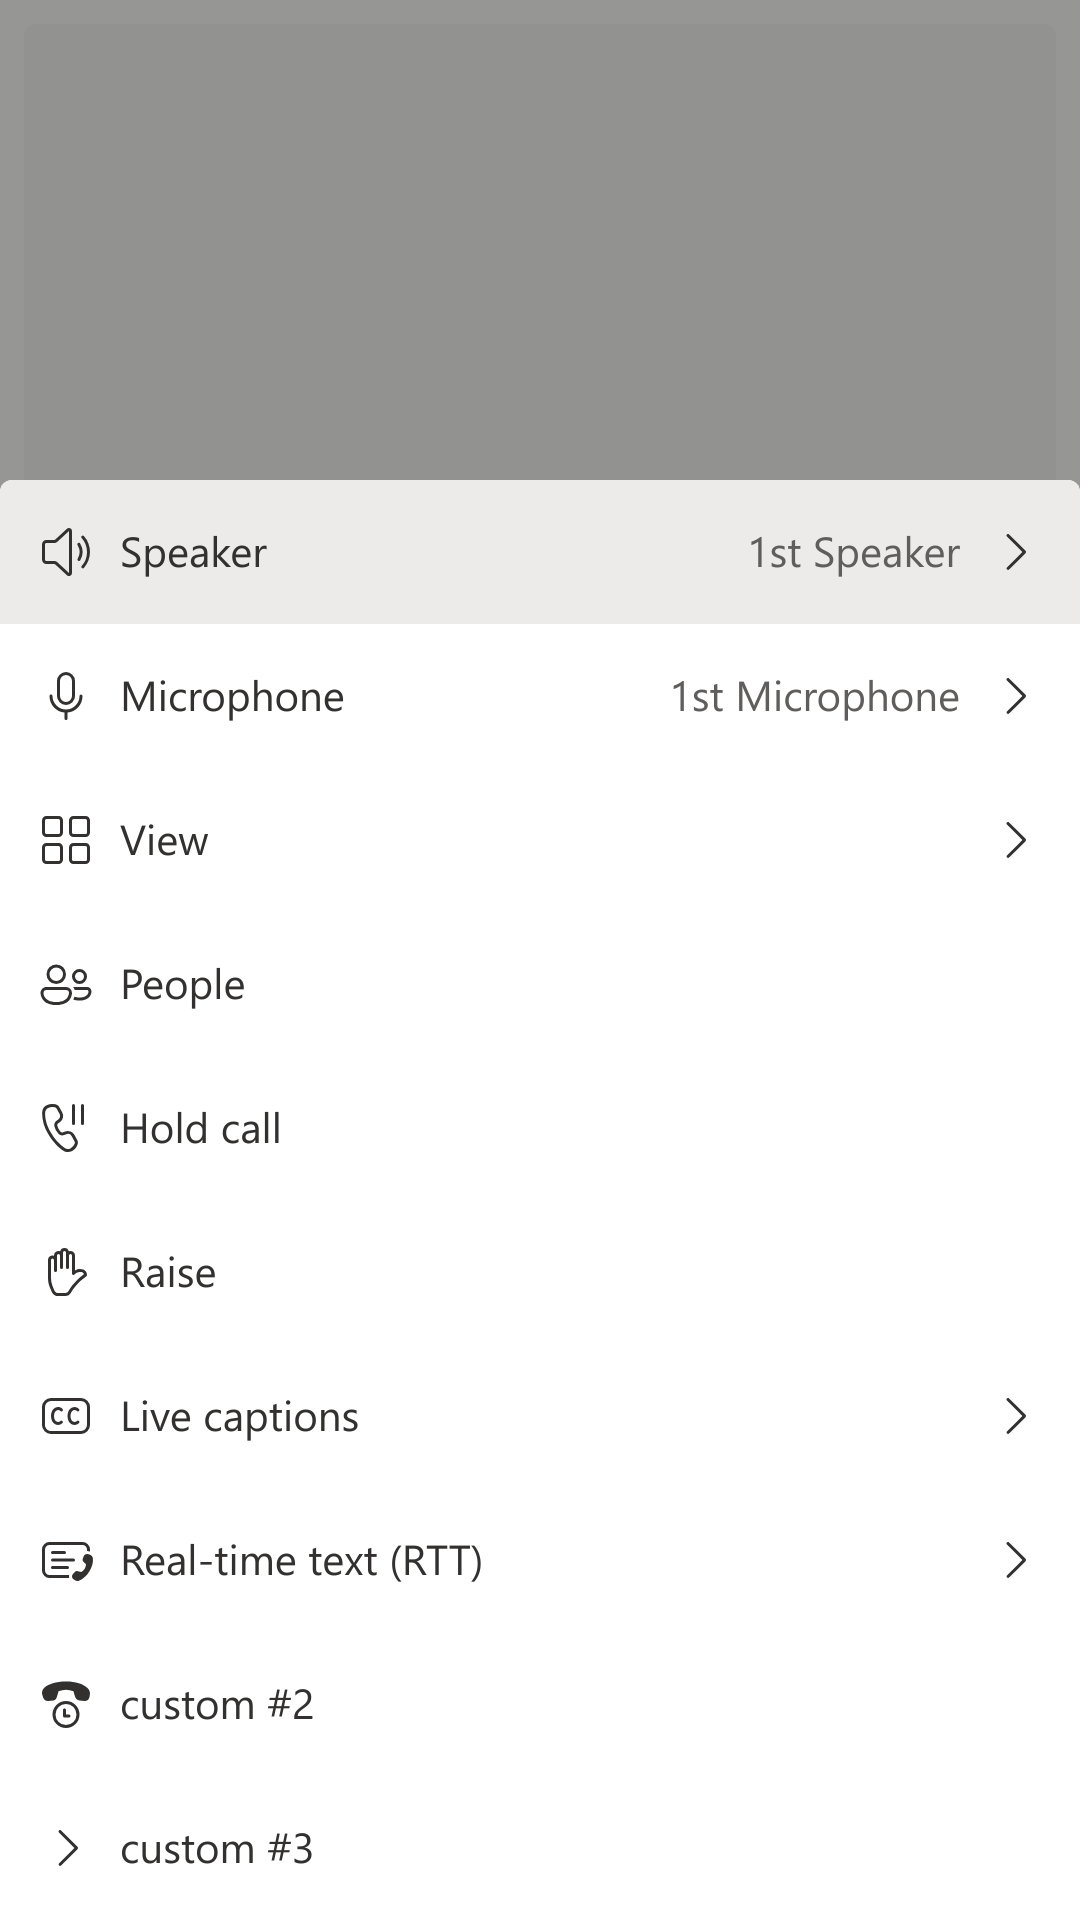 Speaker 1st Speaker
Microphone 1st Microphone
View
People
Hold call
Raise
CC Live captions
Real-time text (RTT)
custom #2
custom #3